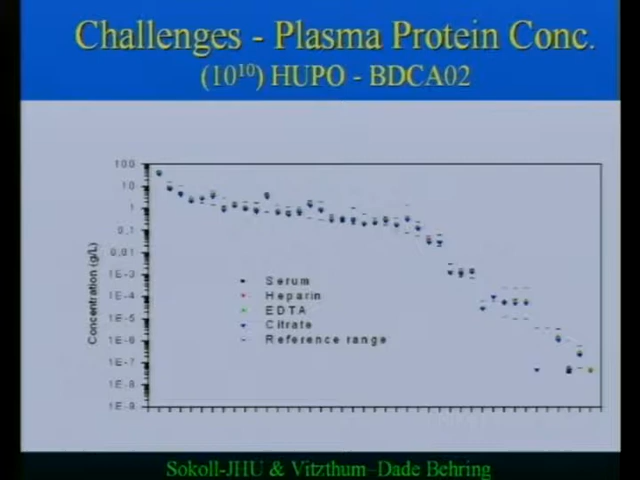 Challenges - Plasma Protein Conc.
(10¹⁰) HUPO - BDCA02
100
10
1
0,1
0,01
1E-3
1E-4
1E-5
1E-6
1E-7
1E-8
1E-9
Concentration (g/L)
Serum
Heparin
EDTA
Citrate
Reference range
Sokoll-JHU & Vitzthum–Dade Behring